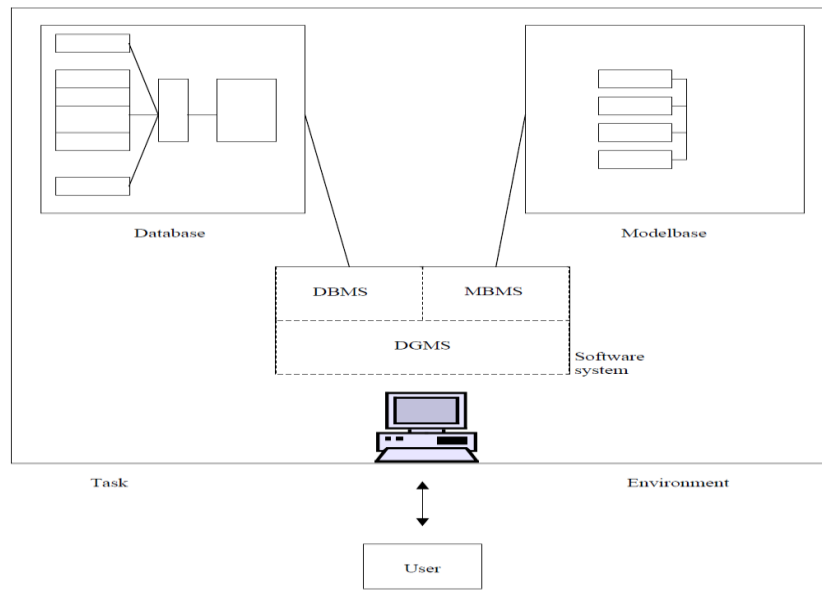 Database
Modelbase
DBMS
MBMS
DGMS
Software
system
Task
Environment
User